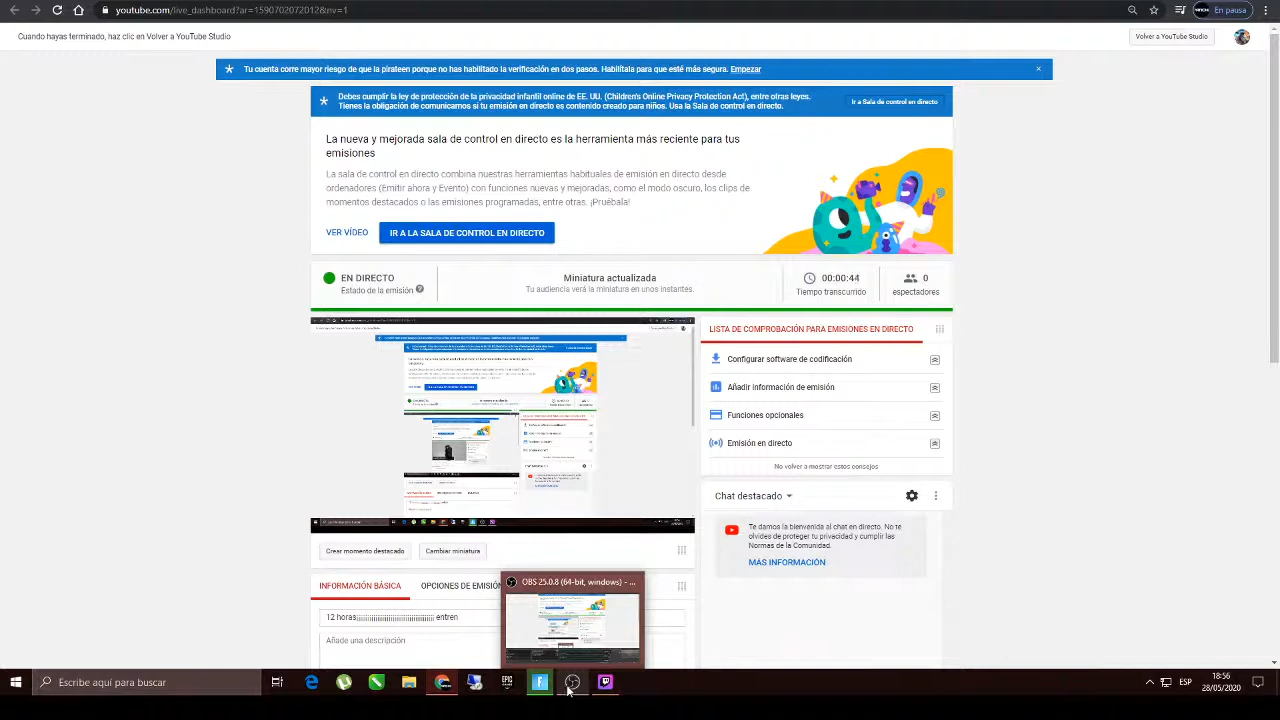 youtube.com/live_dashboard?ar=1590702072012&nv=1
En pausa
Cuando hayas terminado, haz clic en Volver a YouTube Studio
Volver a YouTube Studio
Tu cuenta corre mayor riesgo de que la pirateen porque no has habilitado la verificación en dos pasos. Habilítala para que esté más segura. Empezar
Debes cumplir la ley de protección de la privacidad infantil online de EE. UU. (Children's Online Privacy Protection Act), entre otras leyes.
Tienes la obligación de comunicarnos si tu emisión en directo es contenido creado para niños. Usa la Sala de control en directo.
Ir a Sala de control en directo
La nueva y mejorada sala de control en directo es la herramienta más reciente para tus
emisiones
La sala de control en directo combina nuestras herramientas habituales de emisión en directo desde
ordenadores (Emitir ahora y Evento) con funciones nuevas y mejoradas, como el modo oscuro, los clips de
momentos destacados o las emisiones programadas, entre otras. ¡Pruébala!
VER VÍDEO
IR A LA SALA DE CONTROL EN DIRECTO
EN DIRECTO
Estado de la emisión
Miniatura actualizada
Tu audiencia verá la miniatura en unos instantes.
00:00:44
Tiempo transcurrido
0
espectadores
LISTA DE COMPROBACIÓN PARA EMISIONES EN DIRECTO
Configurar software de codificación
Añadir información de emisión
Funciones opcionales
Emisión en directo
No volver a mostrar estos consejos
Chat destacado
Te damos la bienvenida al chat en directo. No te
olvides de proteger tu privacidad y cumplir las
Normas de la Comunidad.
MÁS INFORMACIÓN
Crear momento destacado
Cambiar miniatura
INFORMACIÓN BÁSICA
OPCIONES DE EMISIÓN
OBS 25.0.8 (64-bit, windows) - ...
entren
Añade una descripción
Escribe aquí para buscar
EPIC
ESP
18:56
28/05/2020